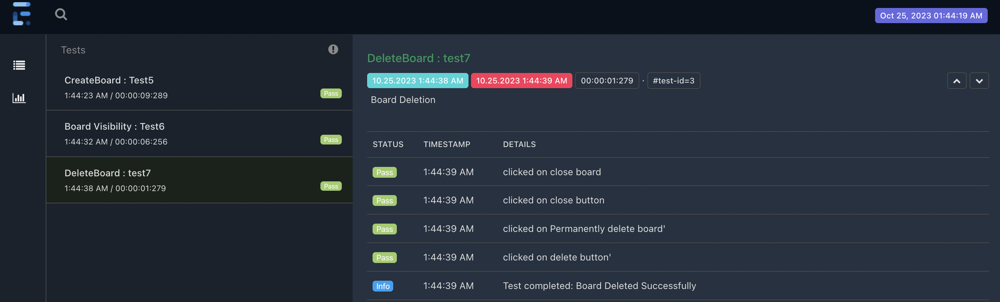 Oct 25, 2023 01:44:19 AM
Tests
CreateBoard : Test5
1:44:23 AM / 00:00:09:289
Pass
Board Visibility : Test6
1:44:32 AM / 00:00:06:256
Pass
DeleteBoard : test7
1:44:38 AM / 00:00:01:279
Pass
DeleteBoard : test7
10.25.2023 1:44:38 AM 10.25.2023 1:44:39 AM 00:00:01:279 · #test-id=3
Board Deletion
STATUS TIMESTAMP DETAILS
Pass 1:44:39 AM clicked on close board
Pass 1:44:39 AM clicked on close button
Pass 1:44:39 AM clicked on Permanently delete board'
Pass 1:44:39 AM clicked on delete button'
Info 1:44:39 AM Test completed: Board Deleted Successfully